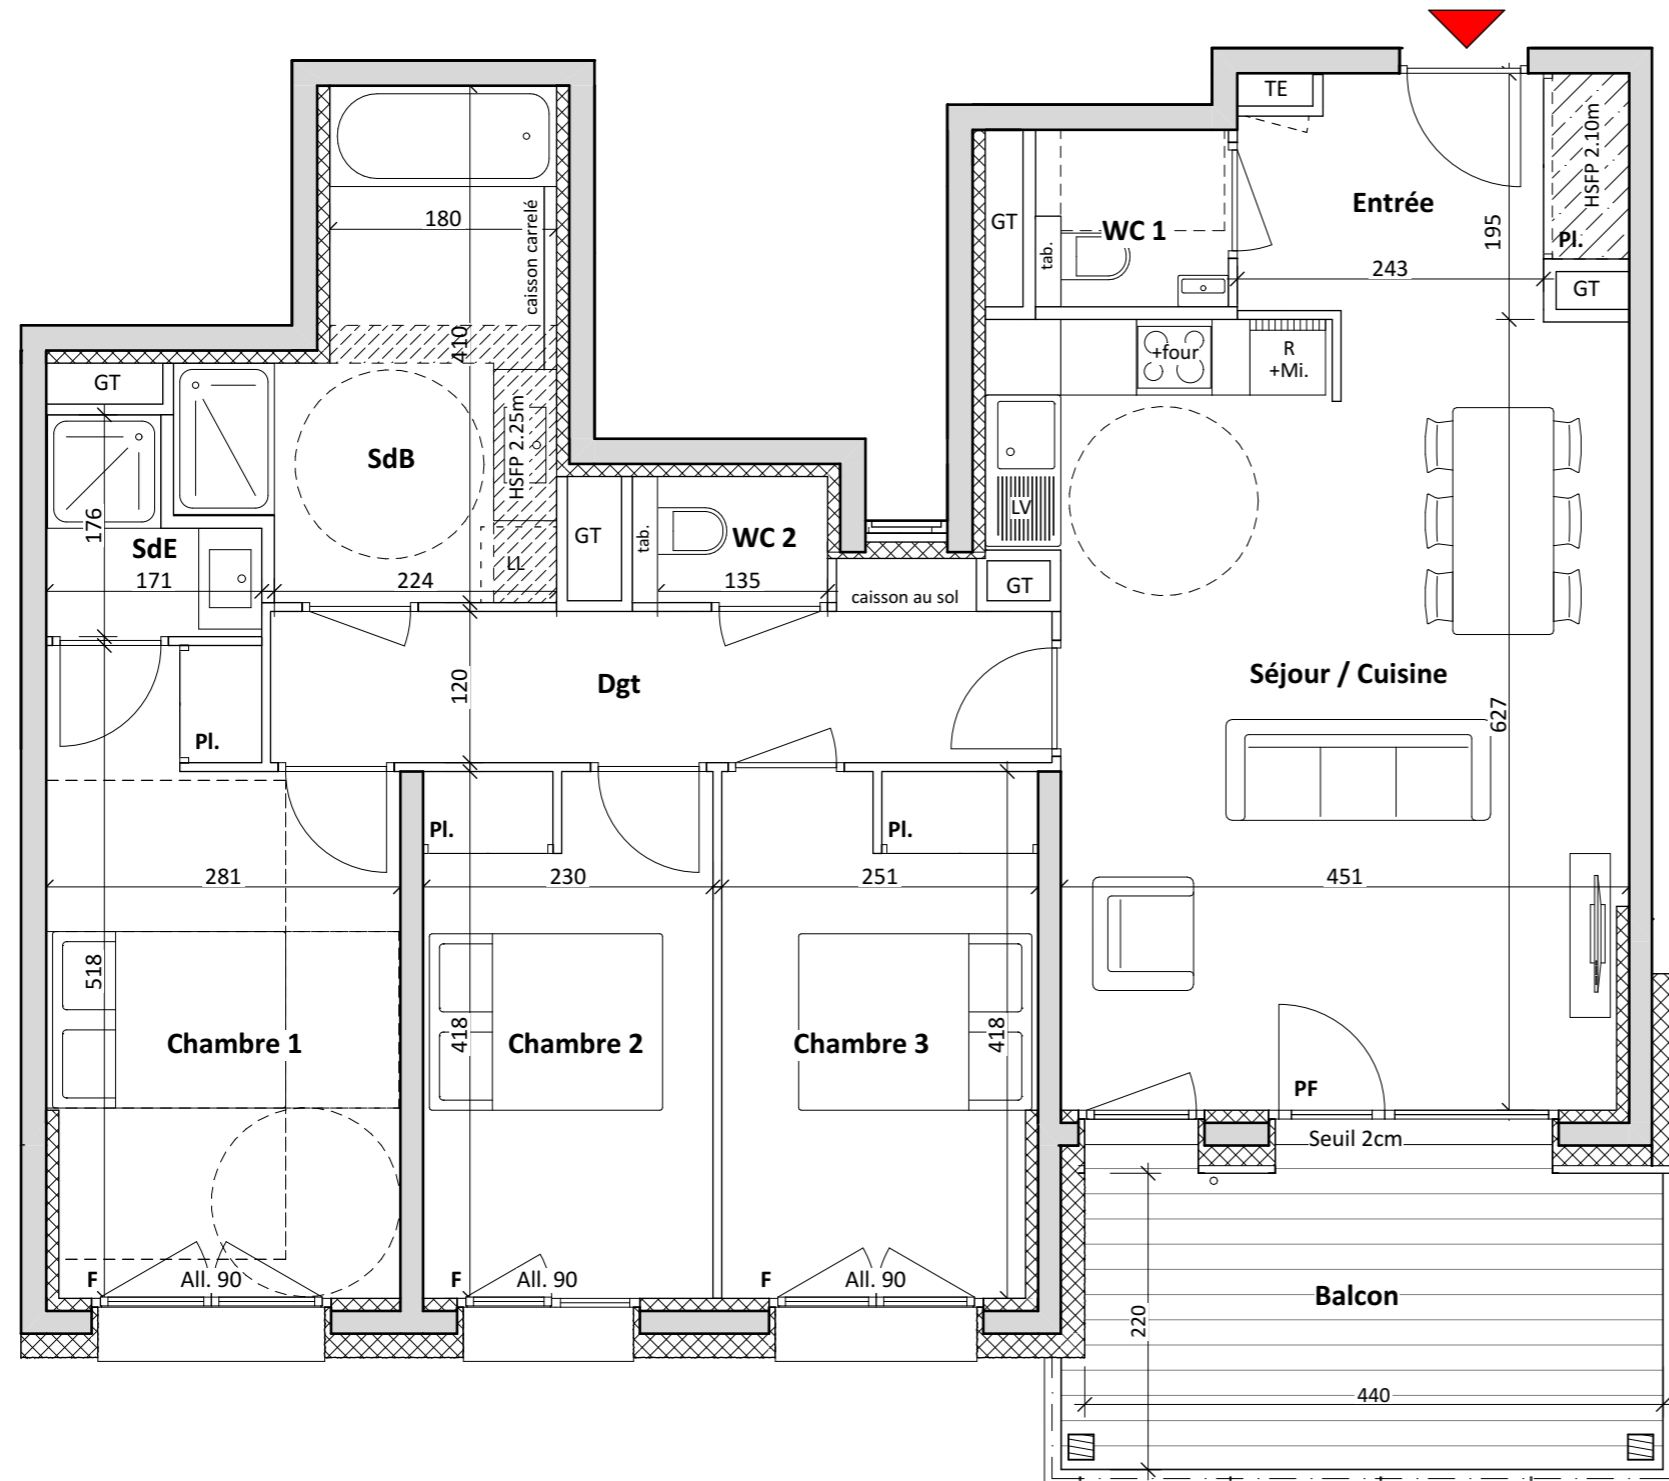 TE
HSFP 2.10m
Entrée
195
Pl.
243
GT
GT
WC 1
tab.
180
caisson carrelé
410
GT
+four
R
+Mi.
HSFP 2.25m
SdB
LV
176
SdE
GT
tab.
WC 2
LL
171
224
135
caisson au sol
GT
Séjour / Cuisine
Dgt
120
627
Pl.
Pl.
Pl.
281
230
251
451
518
418
418
Chambre 1
Chambre 2
Chambre 3
PF
Seuil 2cm
F
All. 90
F
All. 90
F
All. 90
Balcon
220
440